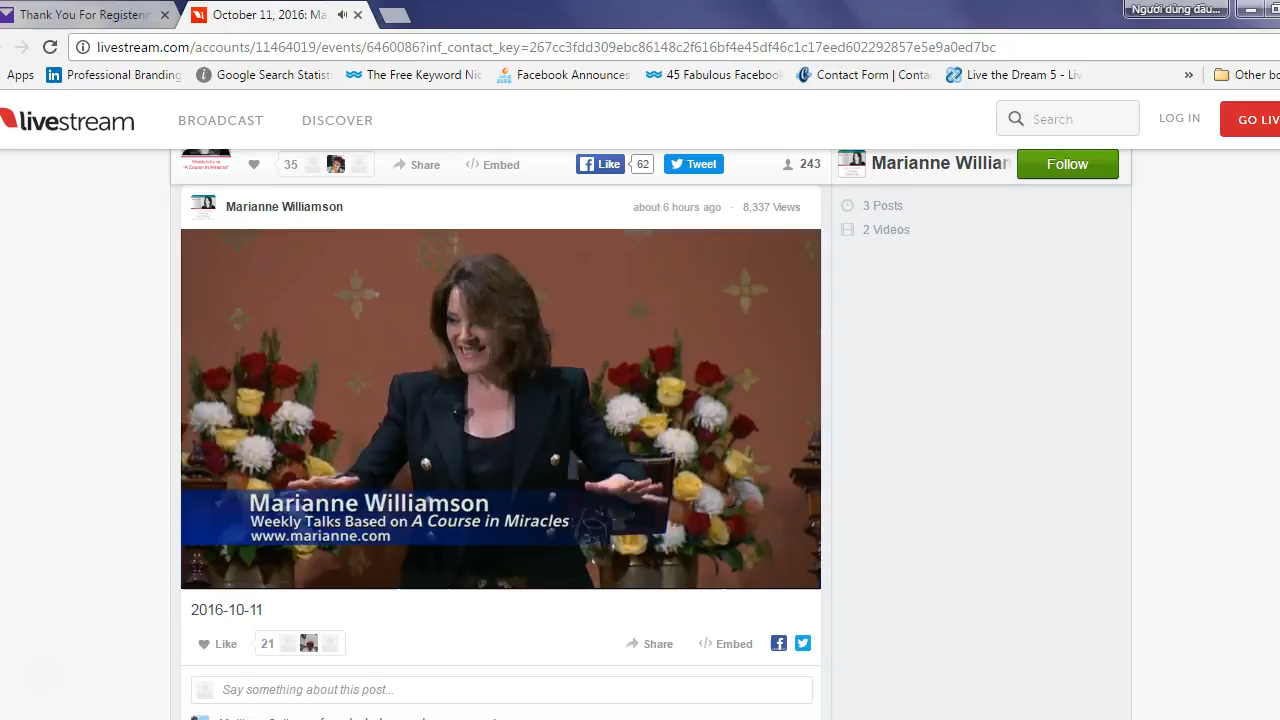 Thank You For Registenn
October 11, 2016: Ma
Người dùng đầu...
livestream.com/accounts/11464019/events/6460086?inf_contact_key=267cc3fdd309ebc86148c2f616bf4e45df46c1c17eed602292857e5e9a0ed7bc
Apps
Professional Branding
Google Search Statist
The Free Keyword Nic
Facebook Announces
45 Fabulous Facebook
Contact Form | Conta
Live the Dream 5 - Liv
»
Other bo
livestream
BROADCAST
DISCOVER
Search
LOG IN
GO LIV
35
Share
Embed
Like
62
Tweet
243
Marianne Willian
Follow
Marianne Williamson
about 6 hours ago · 8,337 Views
3 Posts
2 Videos
Marianne Williamson
Weekly Talks Based on A Course in Miracles
www.marianne.com
2016-10-11
Like
21
Share
Embed
Say something about this post...